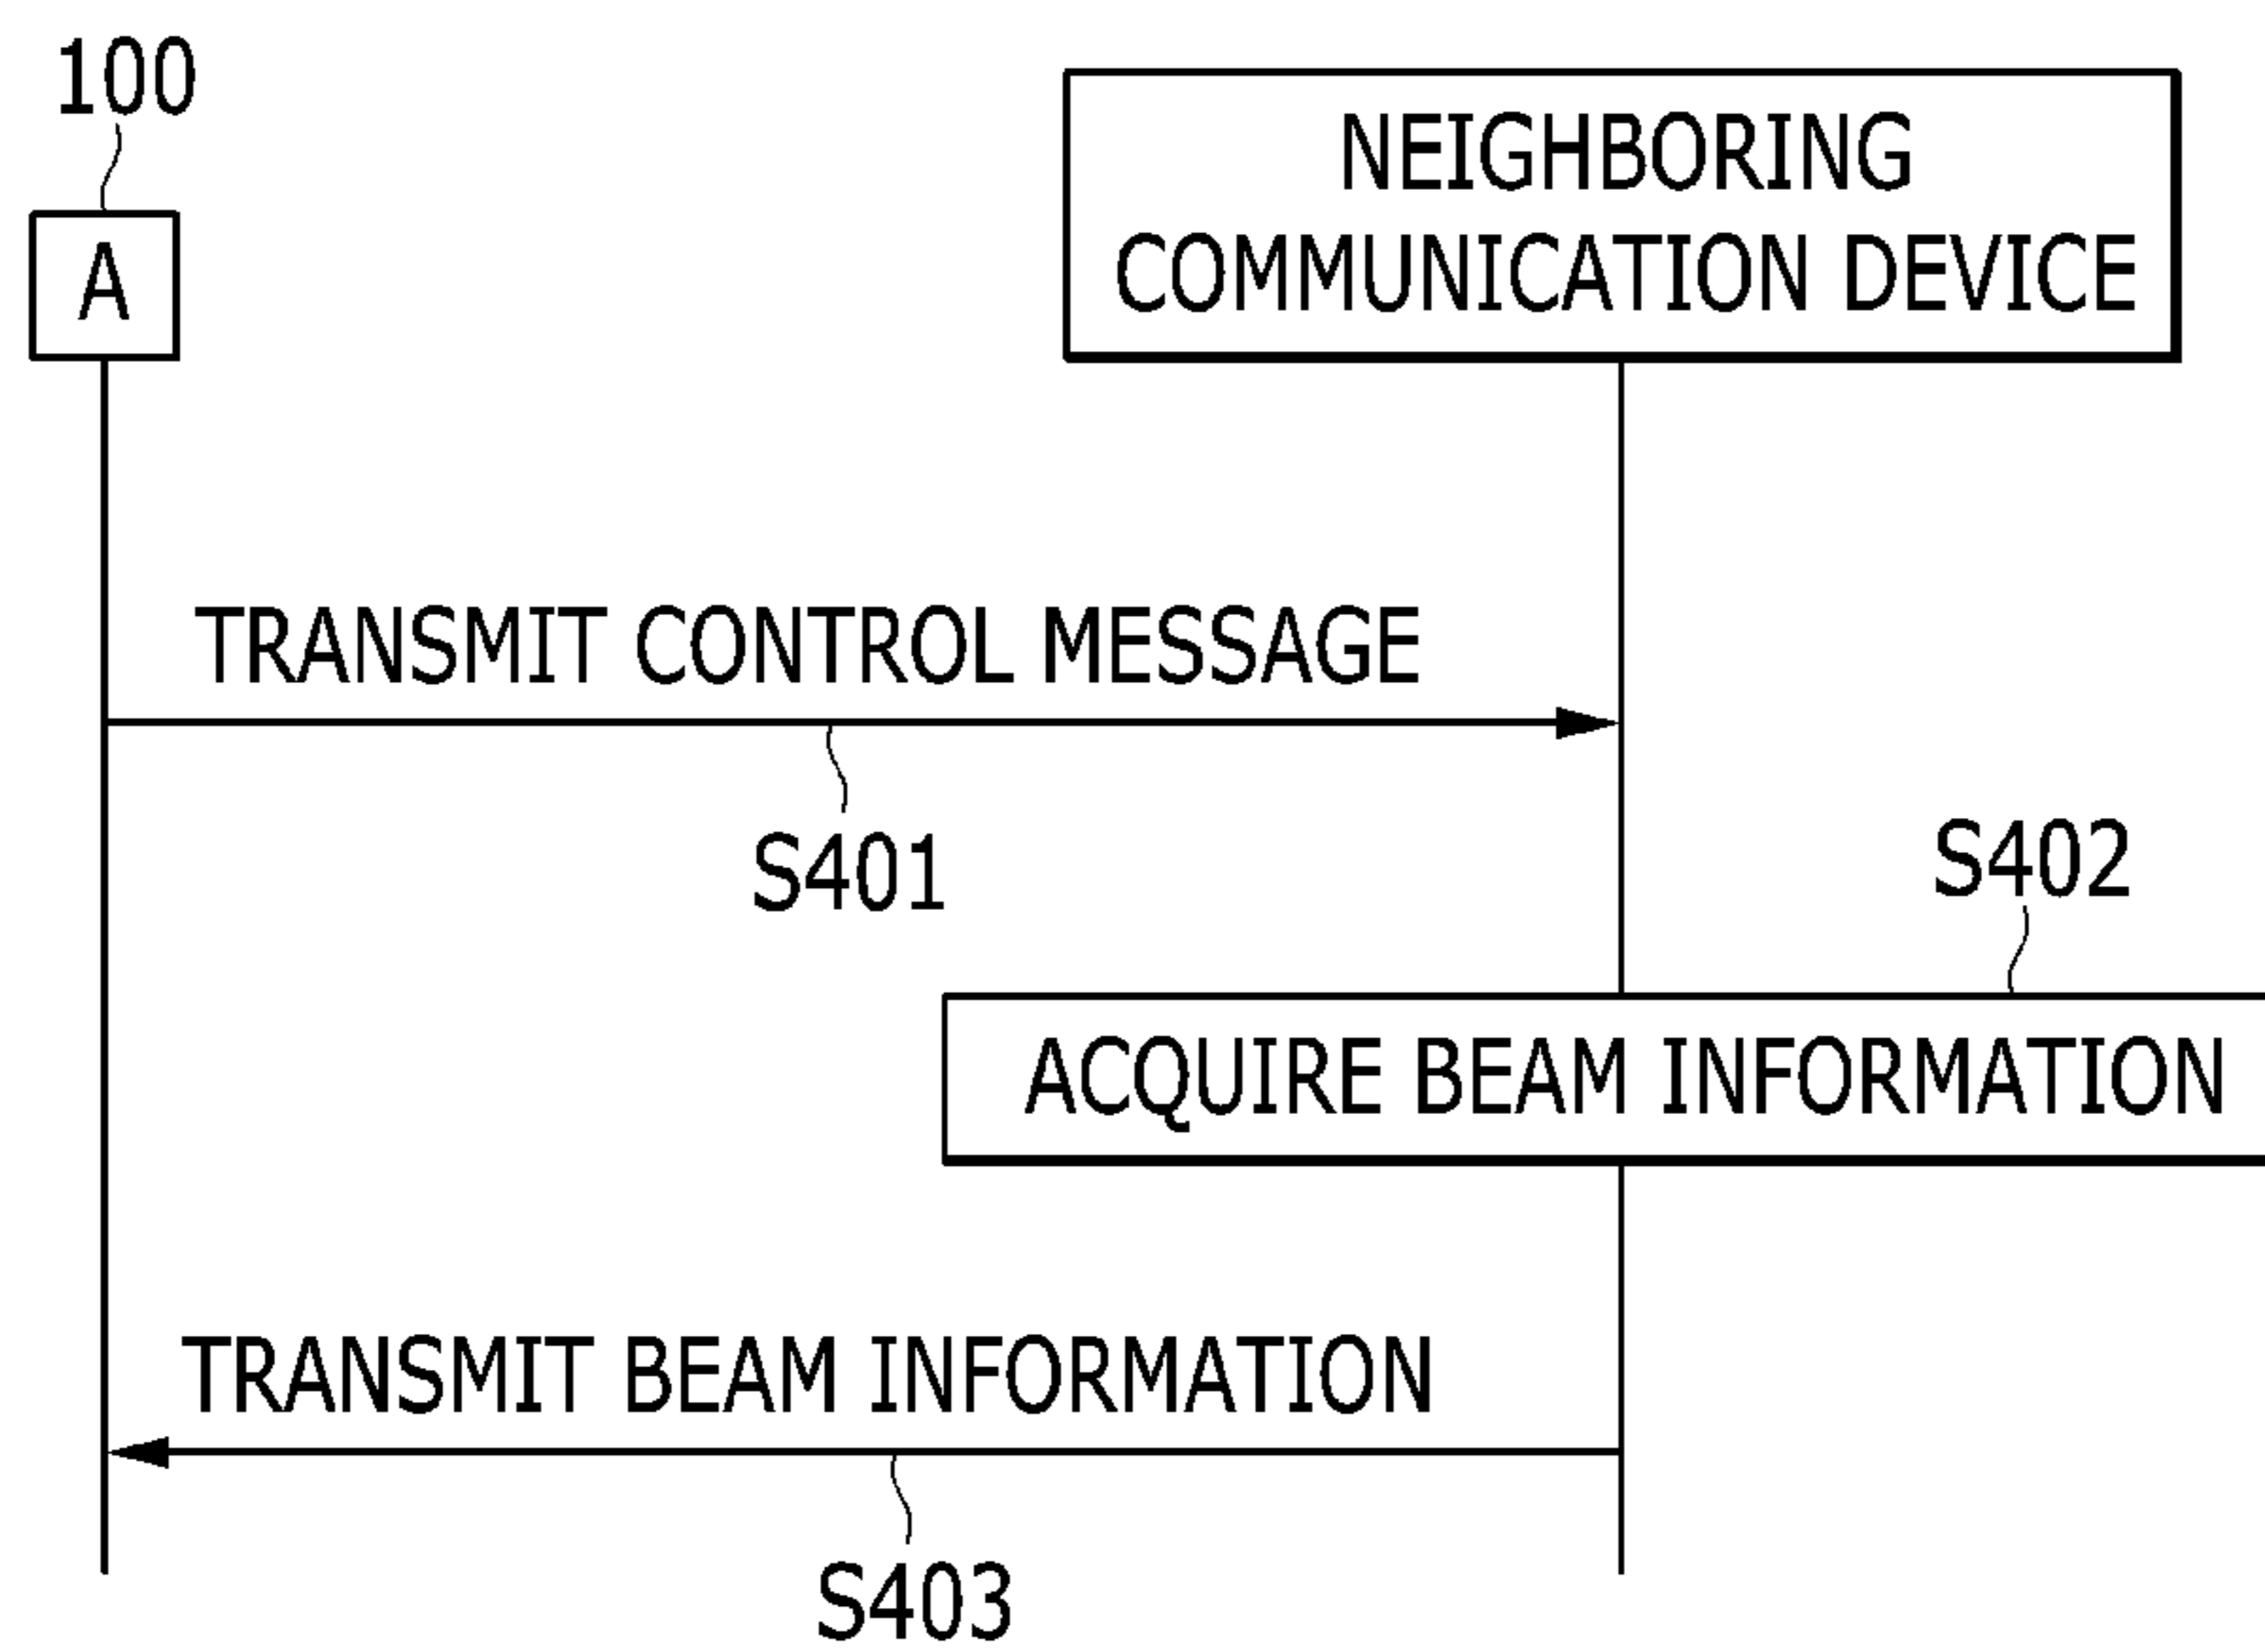 100
A
NEIGHBORING
COMMUNICATION DEVICE
TRANSMIT CONTROL MESSAGE
S401
S402
ACQUIRE BEAM INFORMATION
TRANSMIT BEAM INFORMATION
S403